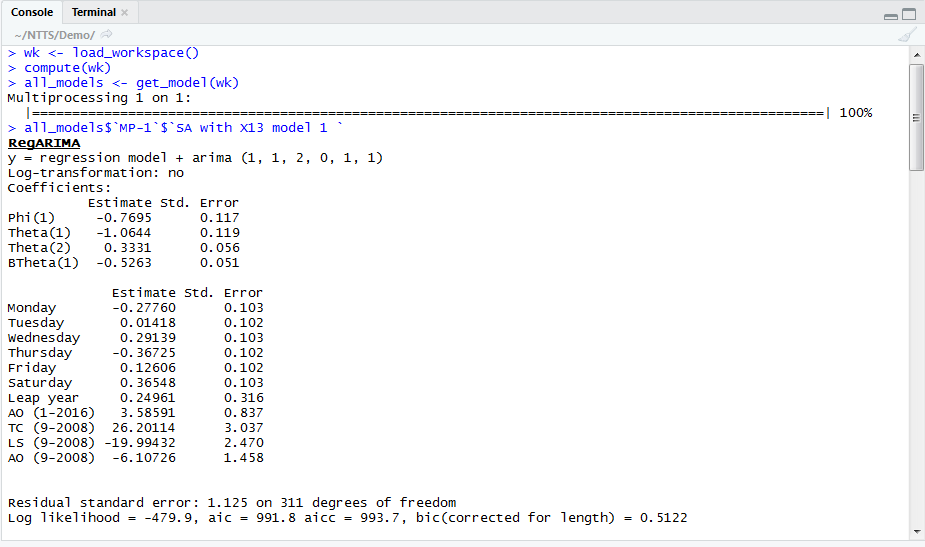 Console Terminal ×
~/NTTS/Demo/
> wk <- load_workspace()
> compute(wk)
> all_models <- get_model(wk)
Multiprocessing 1 on 1:
|===================================================================================================| 100%
> all_models$`MP-1`$`SA with X13 model 1 `
RegARIMA
y = regression model + arima (1, 1, 2, 0, 1, 1)
Log-transformation: no
Coefficients:
Estimate Std. Error
Phi(1) -0.7695 0.117
Theta(1) -1.0644 0.119
Theta(2) 0.3331 0.056
BTheta(1) -0.5263 0.051
Estimate Std. Error
Monday -0.27760 0.103
Tuesday 0.01418 0.102
Wednesday 0.29139 0.103
Thursday -0.36725 0.102
Friday 0.12606 0.102
Saturday 0.36548 0.103
Leap year 0.24961 0.316
AO (1-2016) 3.58591 0.837
TC (9-2008) 26.20114 3.037
LS (9-2008) -19.99432 2.470
AO (9-2008) -6.10726 1.458
Residual standard error: 1.125 on 311 degrees of freedom
Log likelihood = -479.9, aic = 991.8 aicc = 993.7, bic(corrected for length) = 0.5122